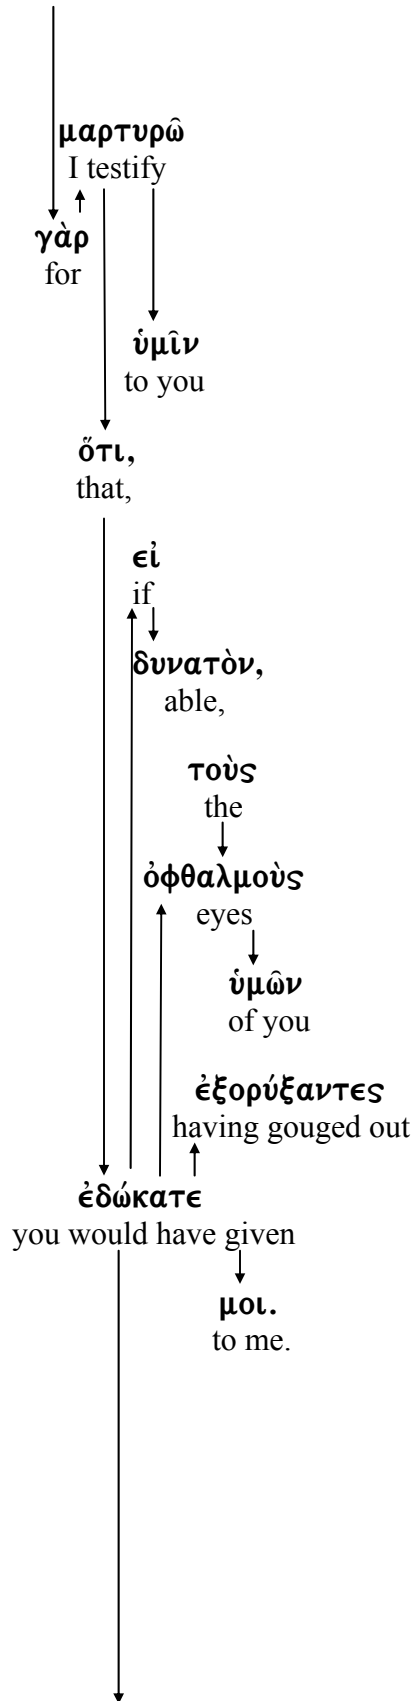 μαρτυρῶ
I testify
γὰρ
for
ὑμῖν
to you
ὅτι,
that,
εἰ
if
δυνατὸν,
able,
τοὺς
the
ὀφθαλμοὺς
eyes
ὑμῶν
of you
ἐξορύξαντες
having gouged out
ἐδώκατε
you would have given
μοι.
to me.